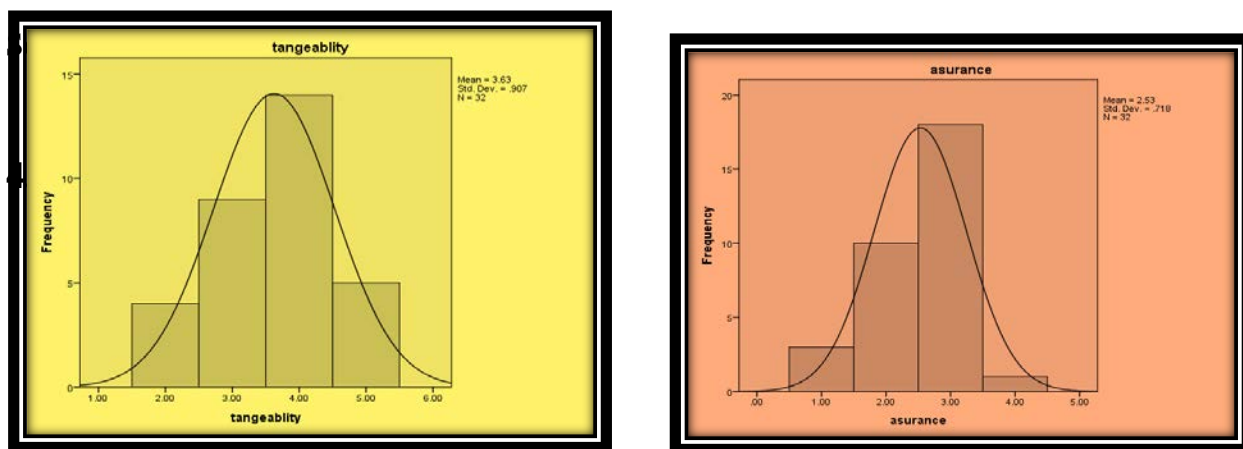 tangeablity
Mean = 3.63
Std. Dev. = .907
N = 32
15
10
5
0
Frequency
1.00 2.00 3.00 4.00 5.00 6.00
tangeablity
asurance
Mean = 2.53
Std. Dev. = .718
N = 32
20
15
10
5
0
Frequency
.00 1.00 2.00 3.00 4.00 5.00
asurance